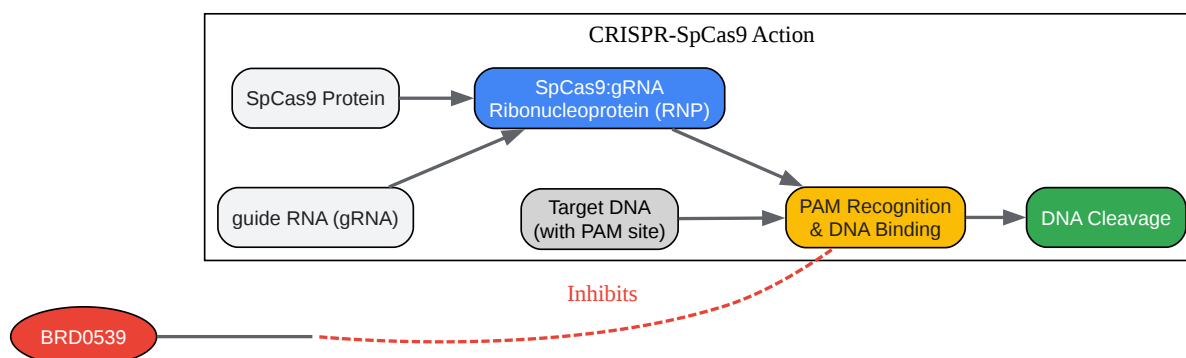 CRISPR-SpCas9 Action
SpCas9 Protein
SpCas9:gRNA
Ribonucleoprotein (RNP)
guide RNA (gRNA)
Target DNA
(with PAM site)
PAM Recognition
& DNA Binding
DNA Cleavage
Inhibits
BRD0539